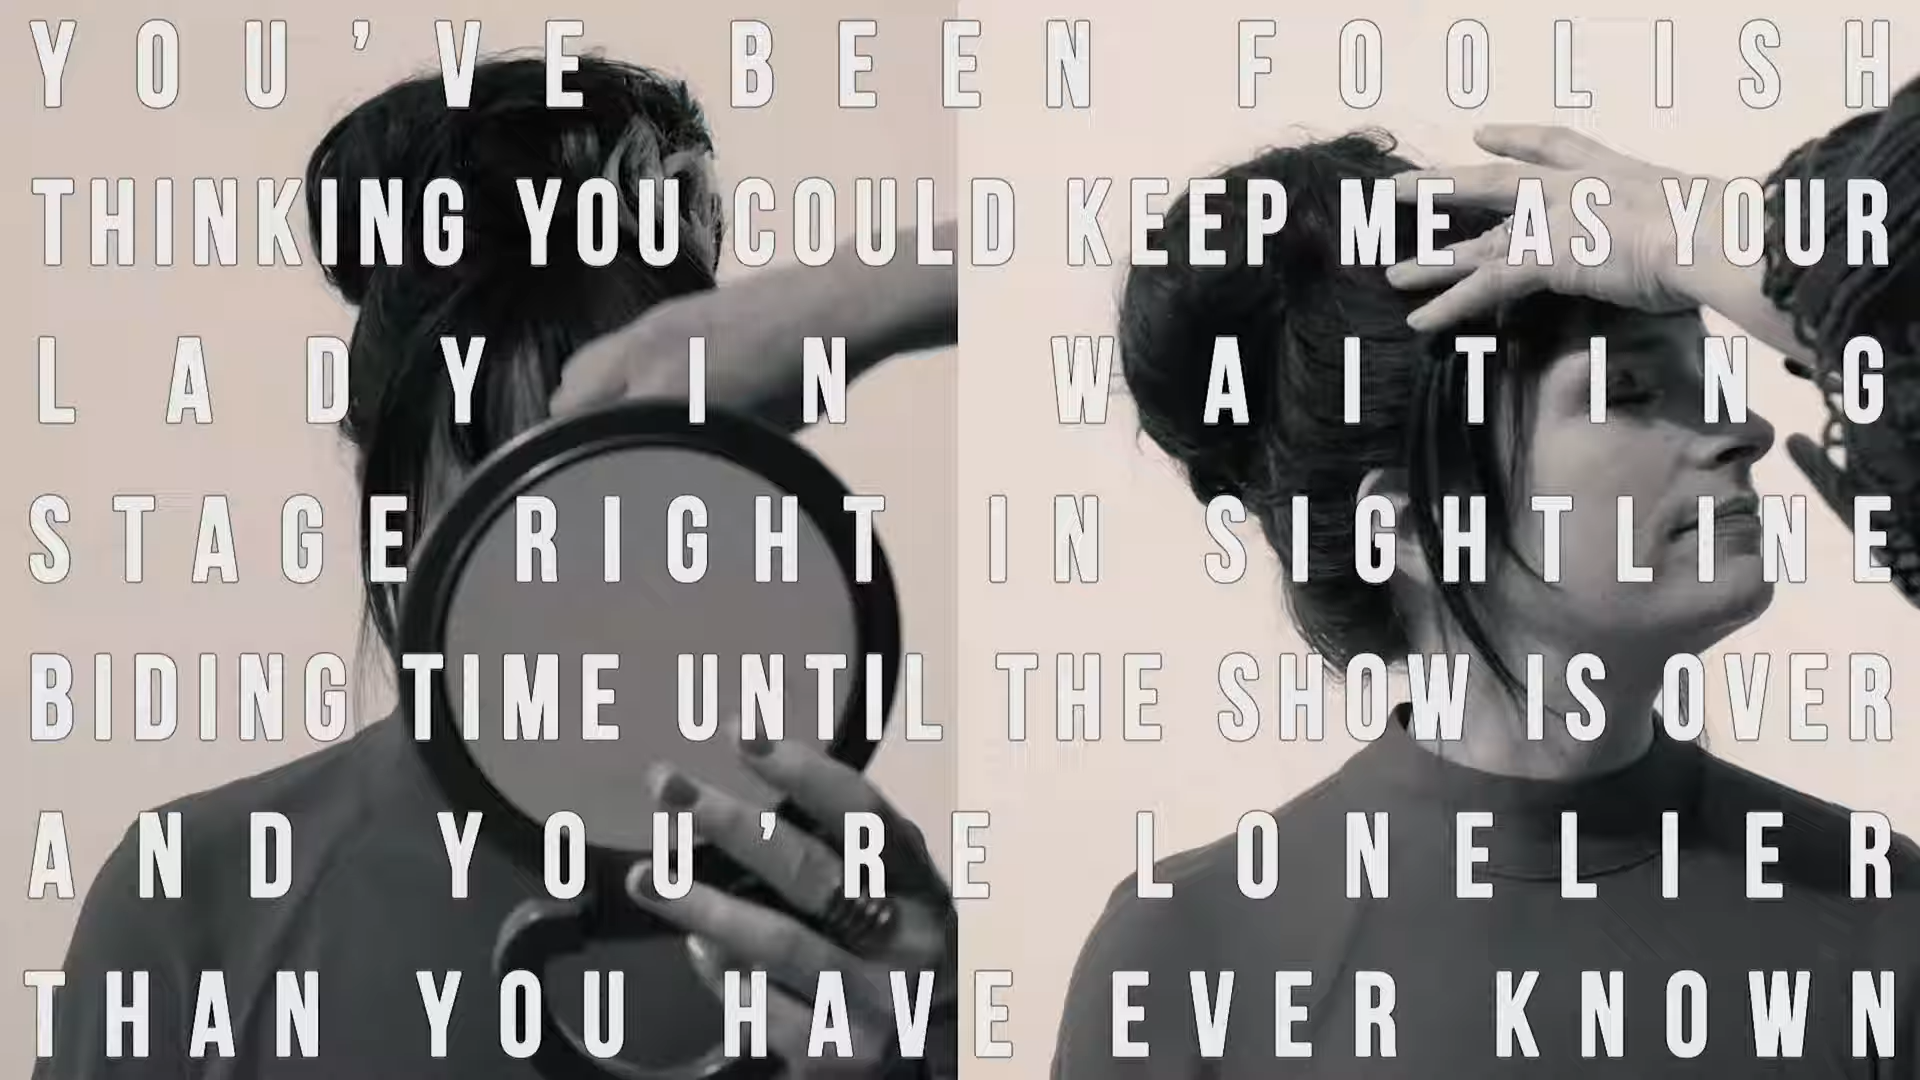 YOU'VE BEEN FOOLISH
THINKING YOU COULD KEEP ME AS YOUR
LADY IN WAITING
STAGE RIGHT IN SIGHTLINE
BIDING TIME UNTIL THE SHOW IS OVER
AND YOU'RE LONELIER
THAN YOU HAVE EVER KNOWN